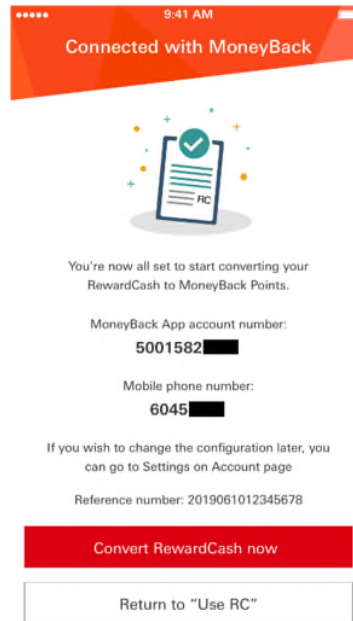 9:41 AM
Connected with MoneyBack
RC
You're now all set to start converting your
RewardCash to MoneyBack Points.
MoneyBack App account number:
5001582
Mobile phone number:
6045
If you wish to change the configuration later, you
can go to Settings on Account page
Reference number: 2019061012345678
Convert RewardCash now
Return to "Use RC"